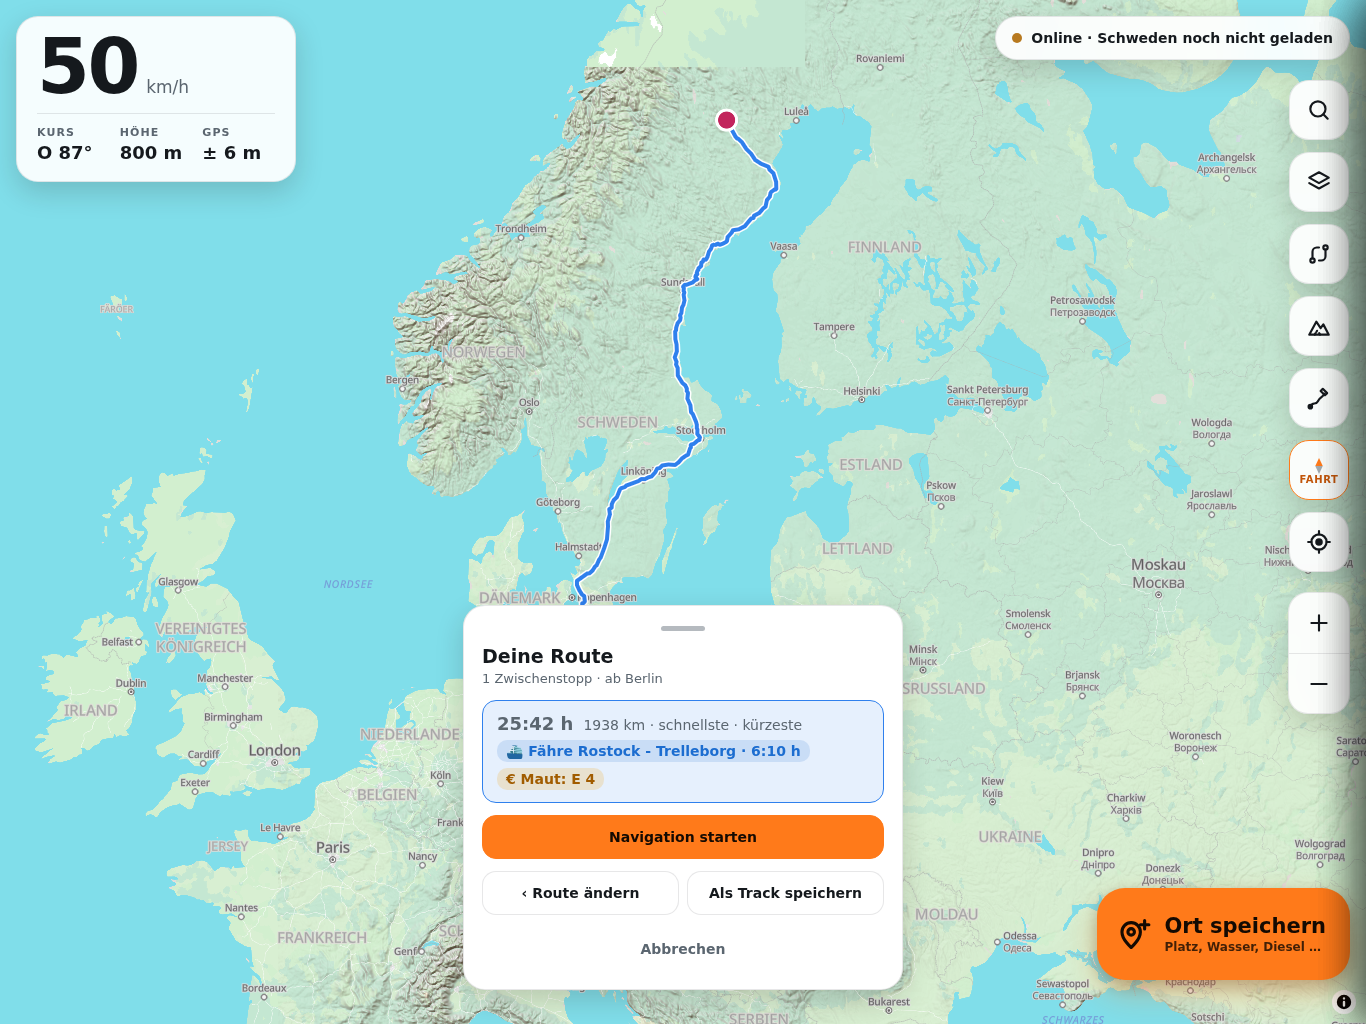 50 km/h
KURS HÖHE GPS
O 87° 800 m ± 6 m
Online · Schweden noch nicht geladen
Rovaniemi
Luleå
Archangelsk
Архангельск
Trondheim
Vaasa
FINNLAND
FÄRÖER
Petrosawodsk
Петрозаводск
Tampere
NORWEGEN
Bergen
Oslo
Helsinki
Sankt Petersburg
Санкт-Петербург
SCHWEDEN
Wologda
Вологда
ESTLAND
Pskow
Псков
FAHRT
Jaroslawl
Ярославль
Göteborg
Halmstad
LETTLAND
Moskau
Москва
NORDSEE
Glasgow
DÄNEMARK
Smolensk
Смоленск
VEREINIGTES
KÖNIGREICH
Belfast
Minsk
Мінск
Dublin
Manchester
Brjansk
Брянск
IRLAND
Birmingham
NIEDERLANDE
Cardiff
London
Woronesch
Воронеж
Exeter
Köln
BELGIEN
Kiew
Київ
Charkiw
Харків
Le Havre
Paris
JERSEY
Nancy
UKRAINE
Dnipro
Дніпро
Donezk
Донецьк
Wolgograd
Волгоград
Nantes
FRANKREICH
MOLDAU
Odessa
Одеса
Genf
Bordeaux
Sewastopol
Севастополь
Краснодар
Bukarest
SERBIEN
SCHWARZES
Sotschi
Deine Route
1 Zwischenstopp · ab Berlin
25:42 h 1938 km · schnellste · kürzeste
Fähre Rostock - Trelleborg · 6:10 h
€ Maut: E 4
Navigation starten
‹ Route ändern Als Track speichern
Abbrechen
Ort speichern
Platz, Wasser, Diesel …